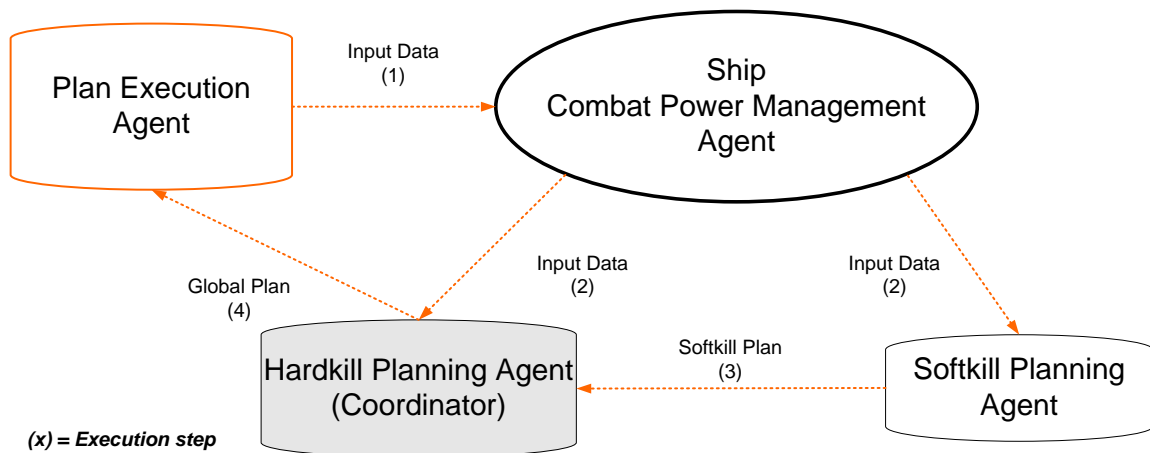 Plan Execution
Agent
Input Data
(1)
Ship
Combat Power Management
Agent
Global Plan
(4)
Input Data
(2)
Input Data
(2)
Hardkill Planning Agent
(Coordinator)
Softkill Plan
(3)
Softkill Planning
Agent
(x) = Execution step